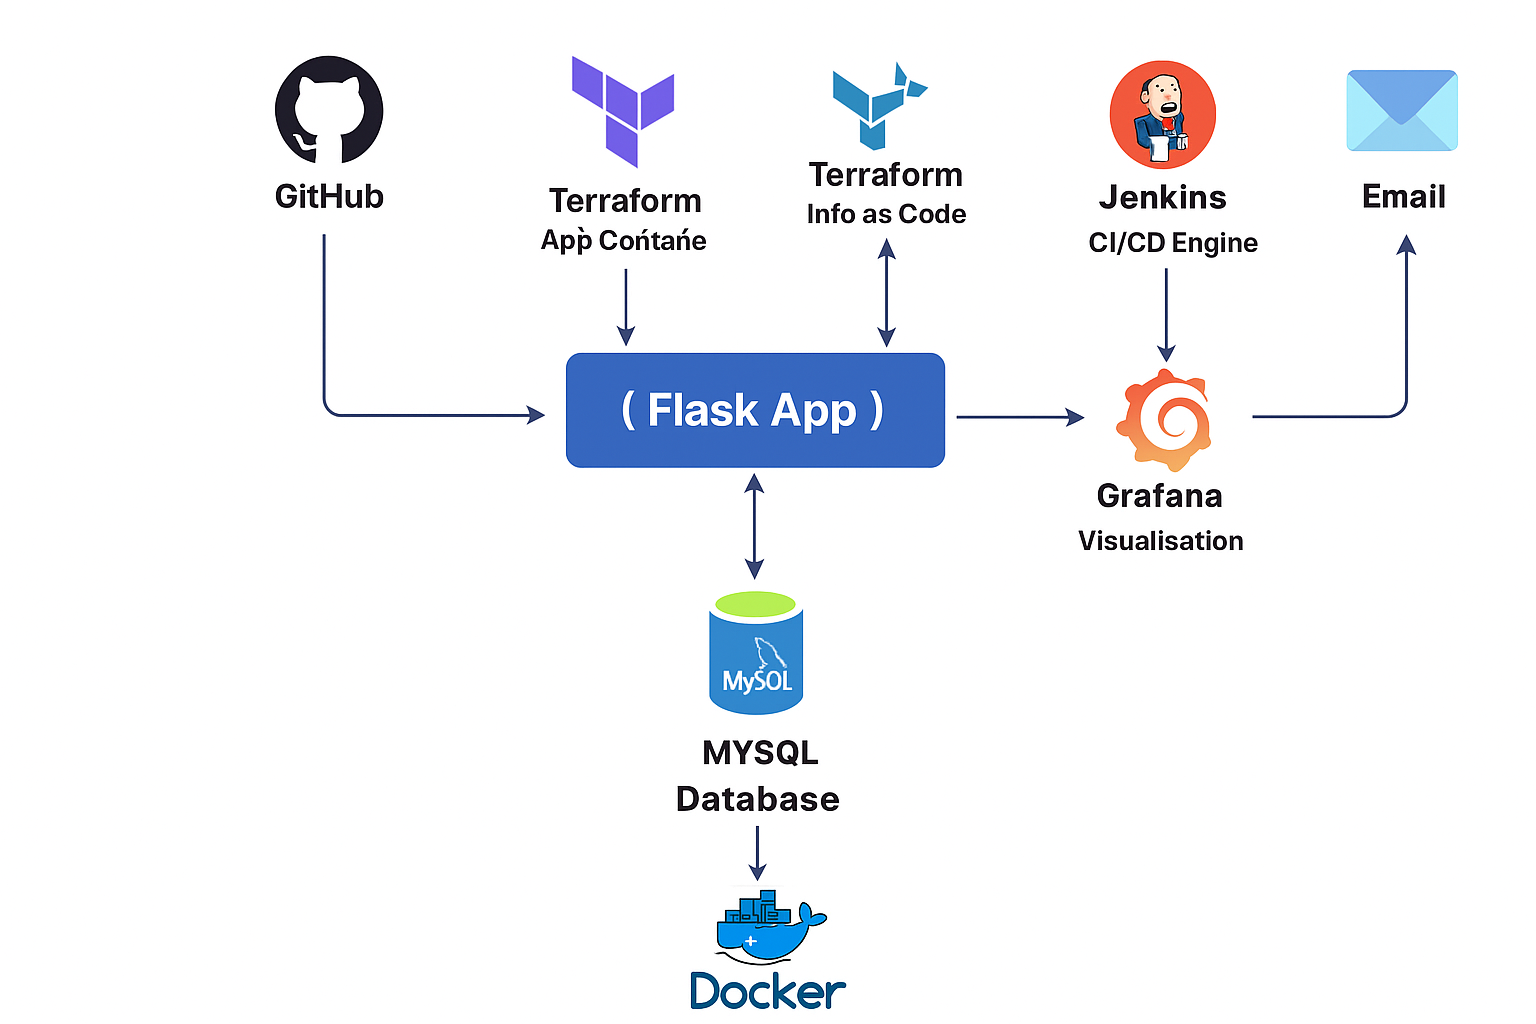 GitHub
Terraform
App̀ Cońtańe
Terraform
Info as Code
Jenkins
CI/CD Engine
Email
( Flask App )
Grafana
Visualisation
MySOL
MYSQL
Database
Docker